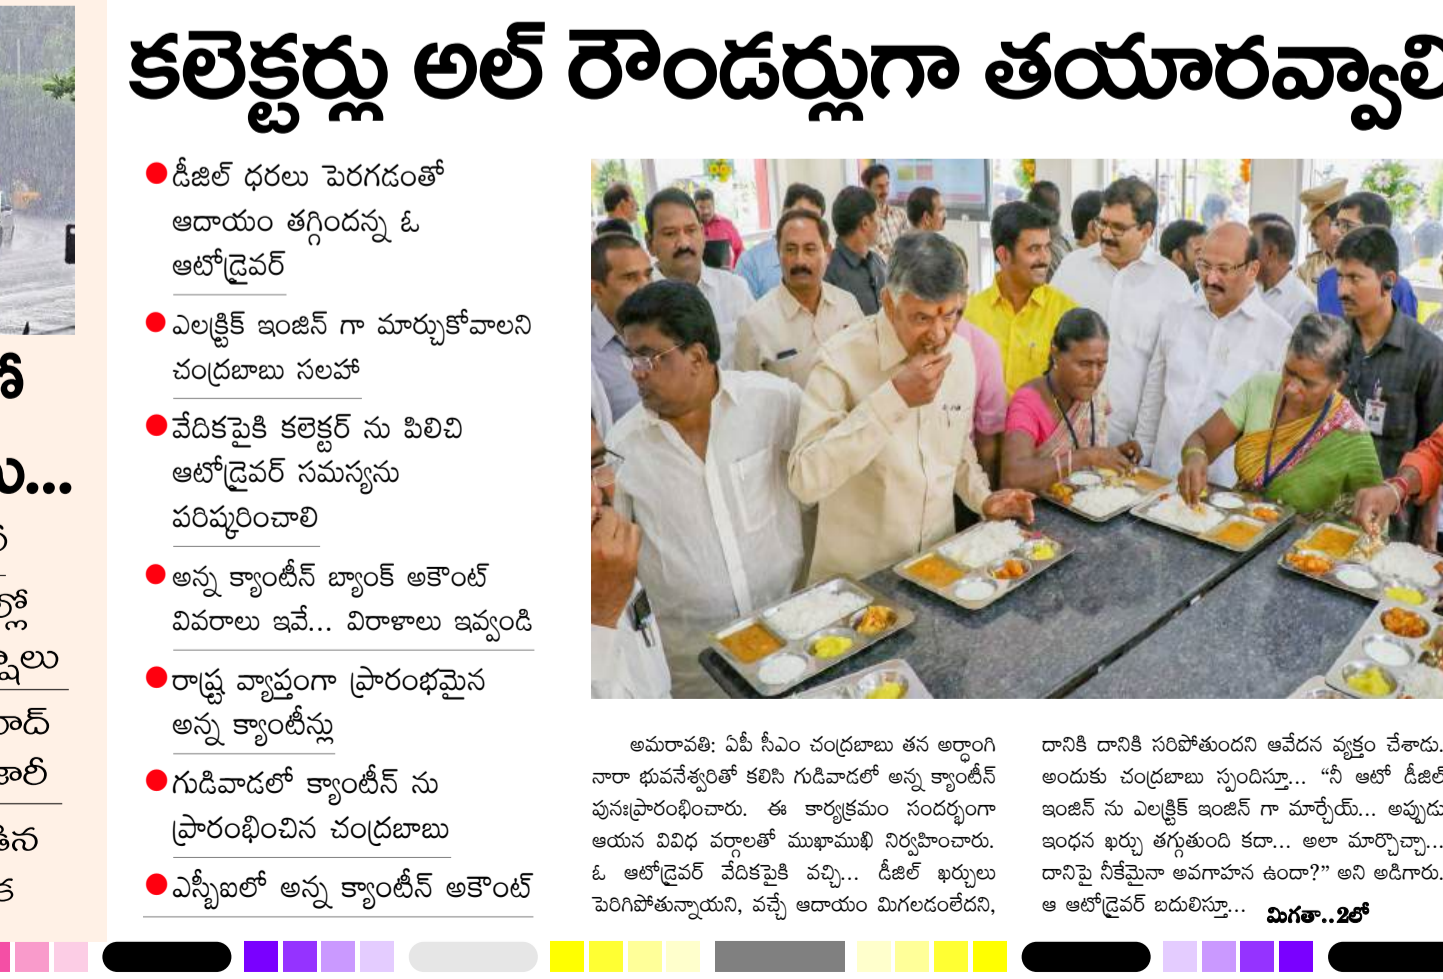 కలెక్టర్లు అల్ రౌండర్లుగా తయారవ్వాలి
● డీజిల్ ధరలు పెరగడంతో
ఆదాయం తగ్గిందన్న ఓ
ఆటోడ్రైవర్
● ఎలక్ట్రిక్ ఇంజిన్ గా మార్చుకోవాలని
చంద్రబాబు సలహా
● వేదికపైకి కలెక్టర్ ను పిలిచి
ఆటోడ్రైవర్ సమస్యను
పరిష్కరించాలి
● అన్న క్యాంటీన్ బ్యాంక్ అకౌంట్
వివరాలు ఇవే... విరాళాలు ఇవ్వండి
● రాష్ట్ర వ్యాప్తంగా ప్రారంభమైన
అన్న క్యాంటీన్లు
● గుడివాడలో క్యాంటీన్ ను
ప్రారంభించిన చంద్రబాబు
● ఎస్బీఐలో అన్న క్యాంటీన్ అకౌంట్
అమరావతి: ఏపీ సీఎం చంద్రబాబు తన అర్ధాంగి
నారా భువనేశ్వరితో కలిసి గుడివాడలో అన్న క్యాంటీన్
పునఃప్రారంభించారు. ఈ కార్యక్రమం సందర్భంగా
ఆయన వివిధ వర్గాలతో ముఖాముఖి నిర్వహించారు.
ఓ ఆటోడ్రైవర్ వేదికపైకి వచ్చి... డీజిల్ ఖర్చులు
పెరిగిపోతున్నాయని, వచ్చే ఆదాయం మిగలడంలేదని,
దానికి దానికి సరిపోతుందని ఆవేదన వ్యక్తం చేశాడు.
అందుకు చంద్రబాబు స్పందిస్తూ... “నీ ఆటో డీజిల్
ఇంజిన్ ను ఎలక్ట్రిక్ ఇంజిన్ గా మార్చేయ్... అప్పుడు
ఇంధన ఖర్చు తగ్గుతుంది కదా... అలా మార్చొచ్చా...
దానిపై నీకేమైనా అవగాహన ఉందా?” అని అడిగారు.
ఆ ఆటోడ్రైవర్ బదులిస్తూ...
మిగతా..2లో